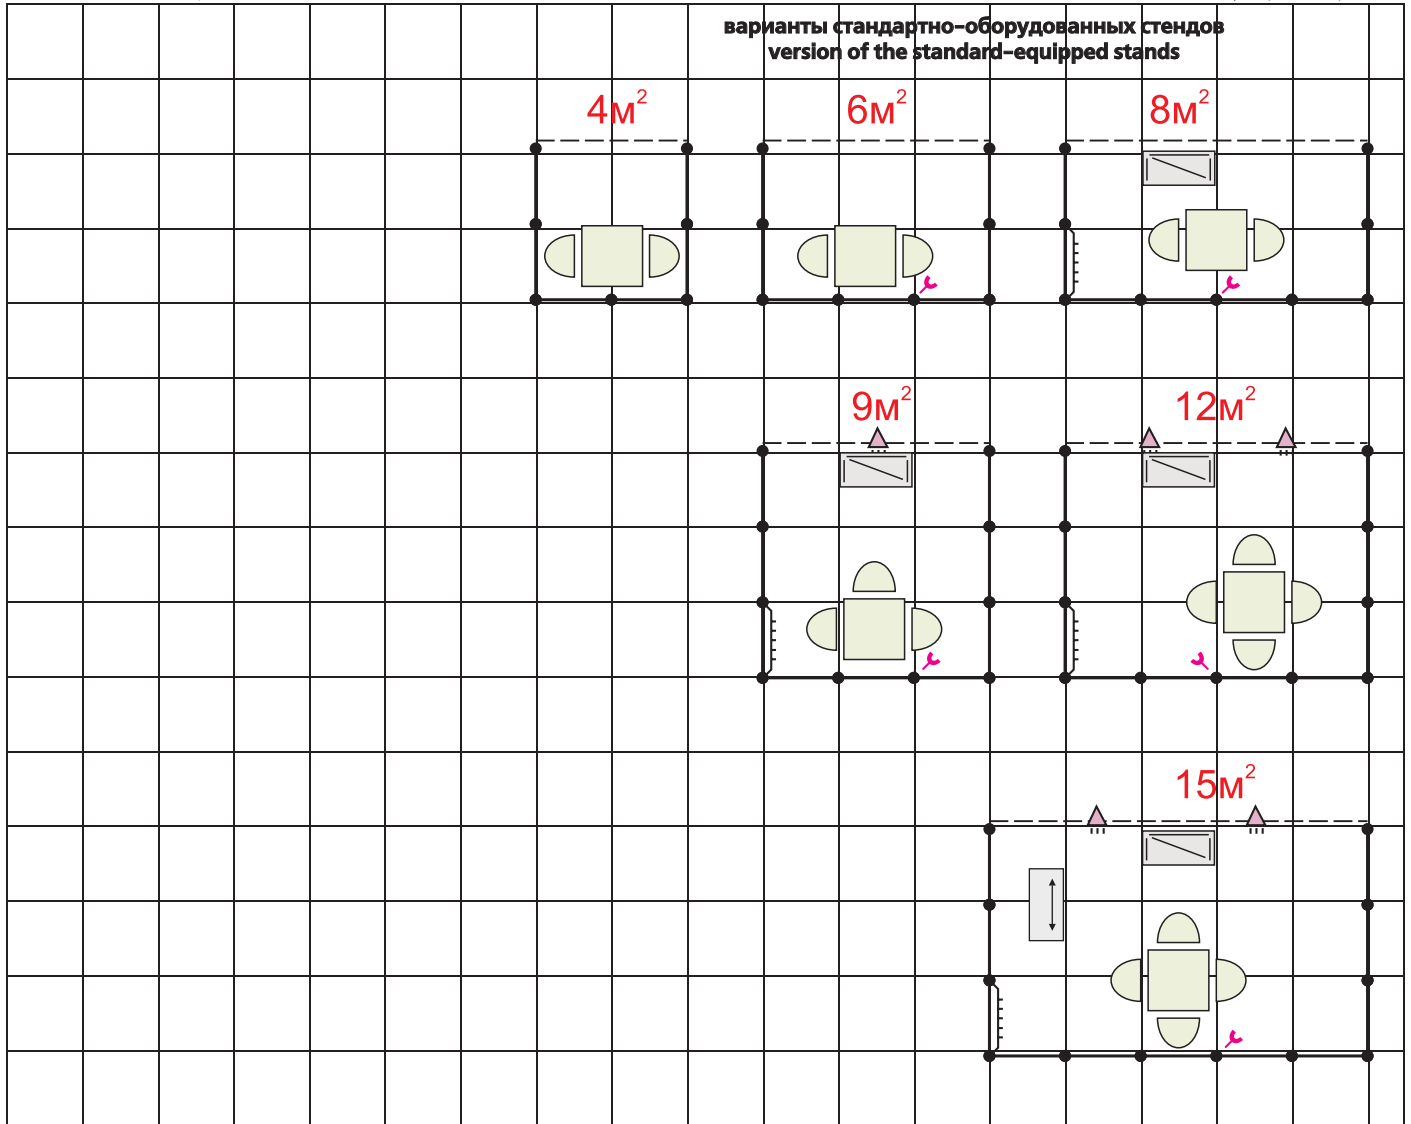 варианты стандартно-оборудованных стендов
version of the standard-equipped stands
4м²
6м²
8м²
9м²
12м²
15м²